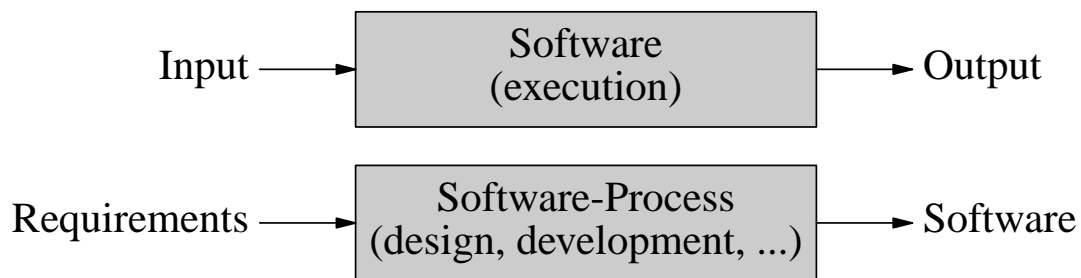 Software
Input (execution) Output
Software-Process
Requirements (design, development, ...) Software